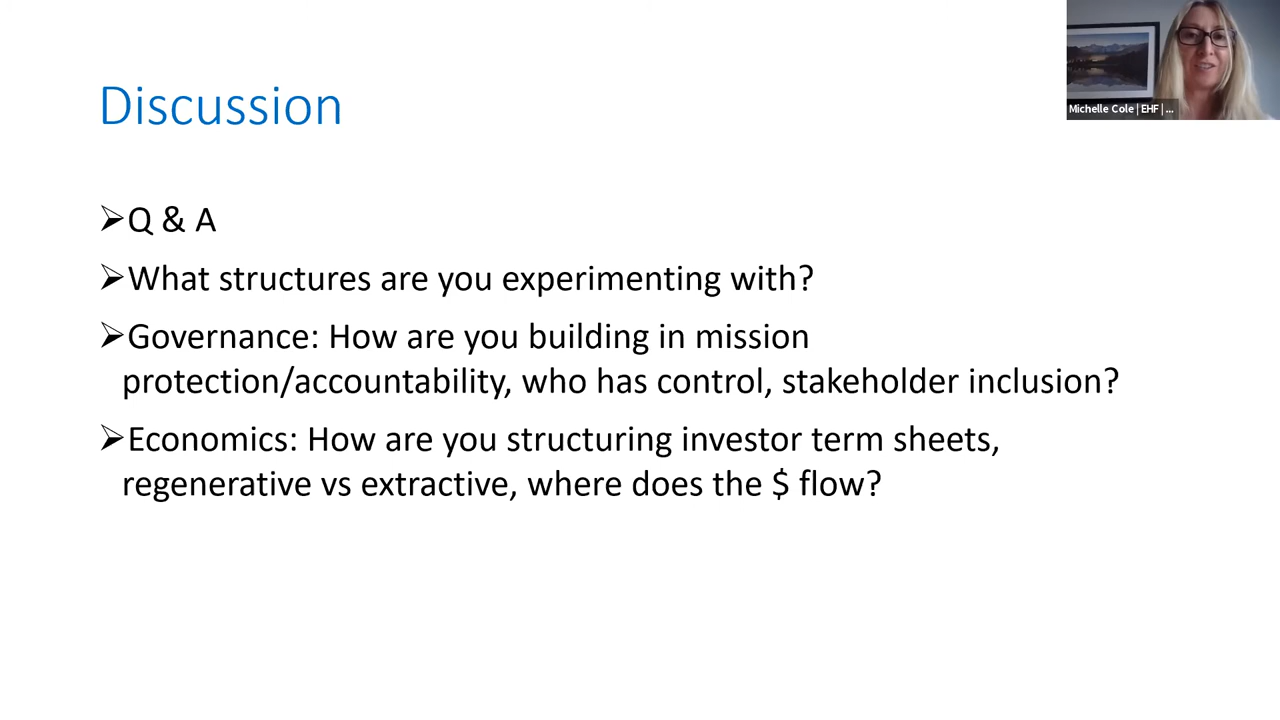 Discussion
Michelle Cole | EHF | ...
➢Q & A
➢What structures are you experimenting with?
➢Governance: How are you building in mission
protection/accountability, who has control, stakeholder inclusion?
➢Economics: How are you structuring investor term sheets,
regenerative vs extractive, where does the $ flow?